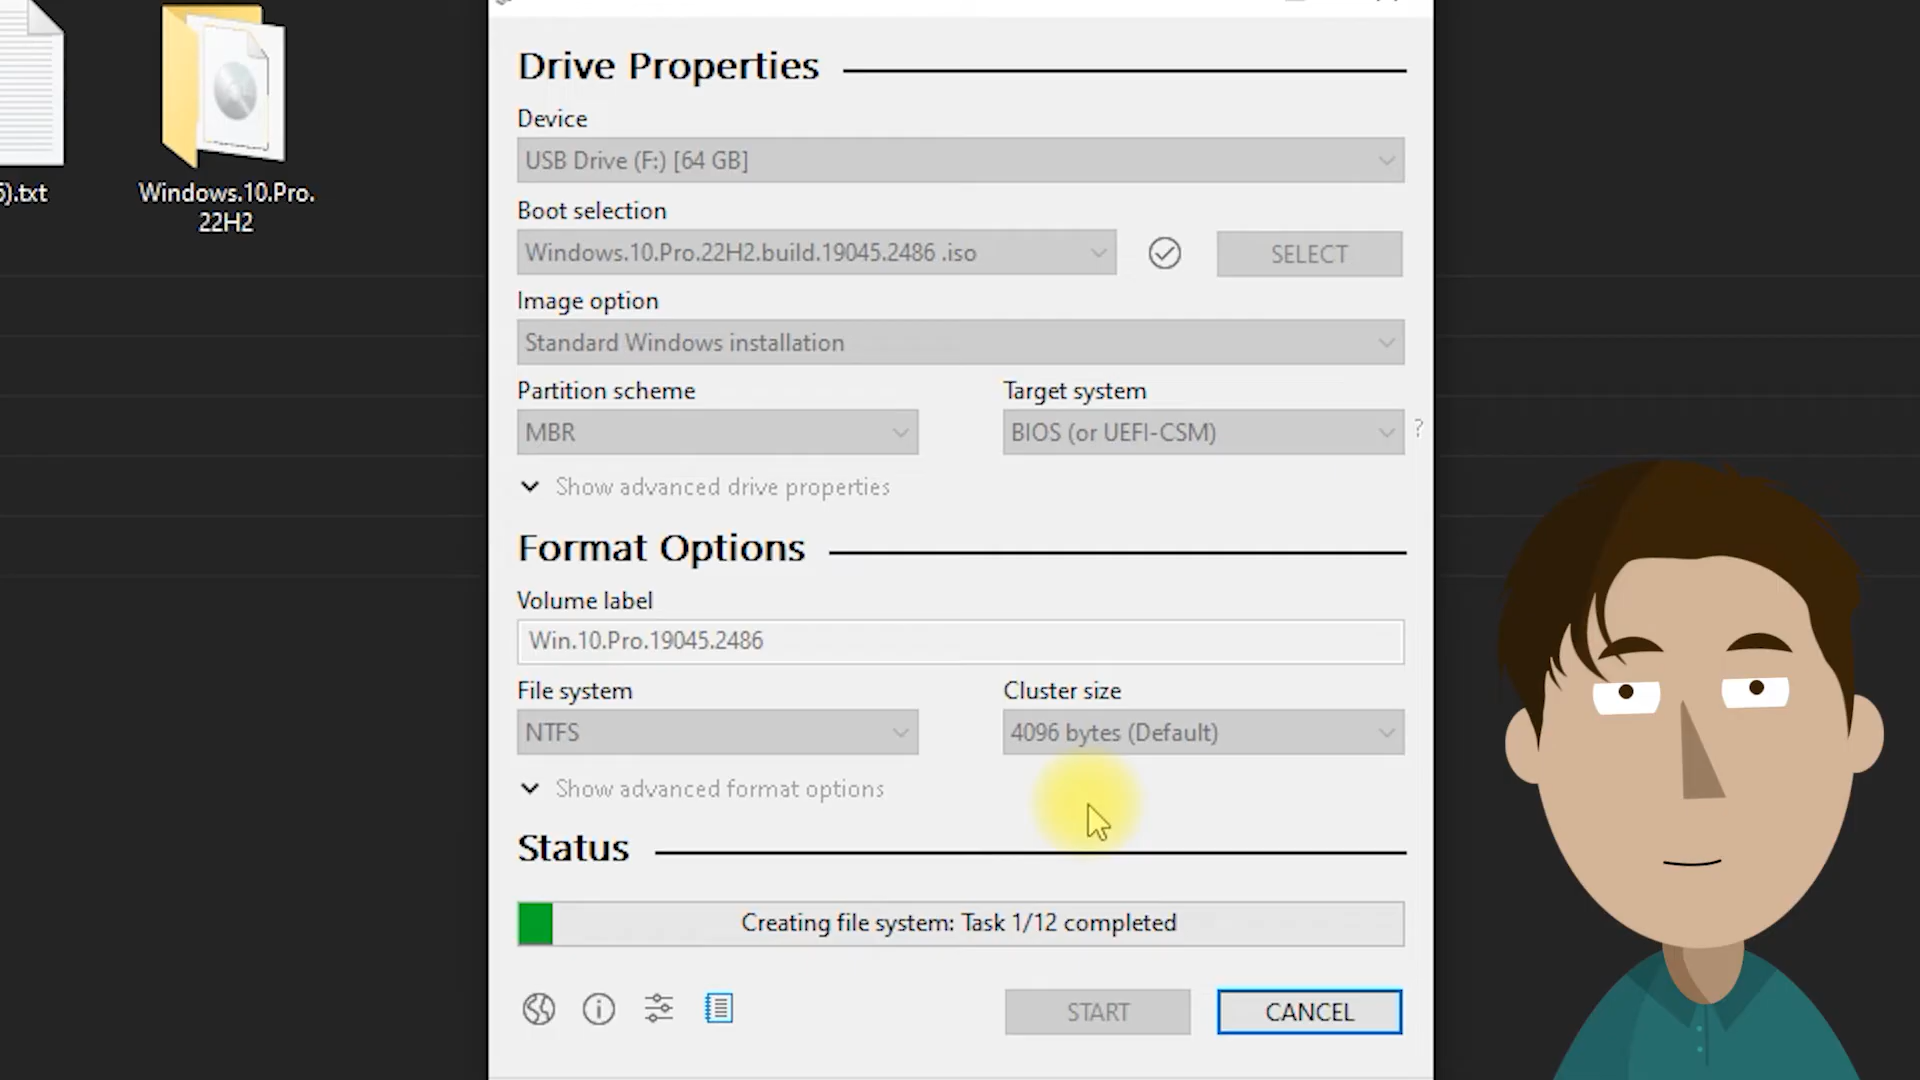 5).txt
Windows.10.Pro.
22H2
Drive Properties
Device
USB Drive (F:) [64 GB]
Boot selection
Windows.10.Pro.22H2.build.19045.2486 .iso
SELECT
Image option
Standard Windows installation
Partition scheme
Target system
MBR
BIOS (or UEFI-CSM)
?
Show advanced drive properties
Format Options
Volume label
Win.10.Pro.19045.2486
File system
Cluster size
NTFS
4096 bytes (Default)
Show advanced format options
Status
Creating file system: Task 1/12 completed
START
CANCEL